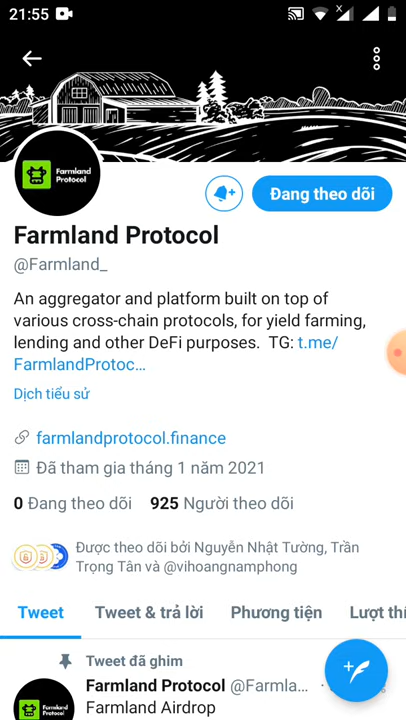 21:55
Farmland
Protocol
Đang theo dõi
Farmland Protocol
@Farmland_
An aggregator and platform built on top of
various cross-chain protocols, for yield farming,
lending and other DeFi purposes. TG: t.me/
FarmlandProtoc…
Dịch tiểu sử
farmlandprotocol.finance
Đã tham gia tháng 1 năm 2021
0 Đang theo dõi 925 Người theo dõi
Được theo dõi bởi Nguyễn Nhật Tường, Trần
Trọng Tân và @vihoangnamphong
Tweet Tweet & trả lời Phương tiện Lượt thí
Tweet đã ghim
Farmland Protocol @Farmla… ·
Farmland Airdrop
Farmland
Protocol